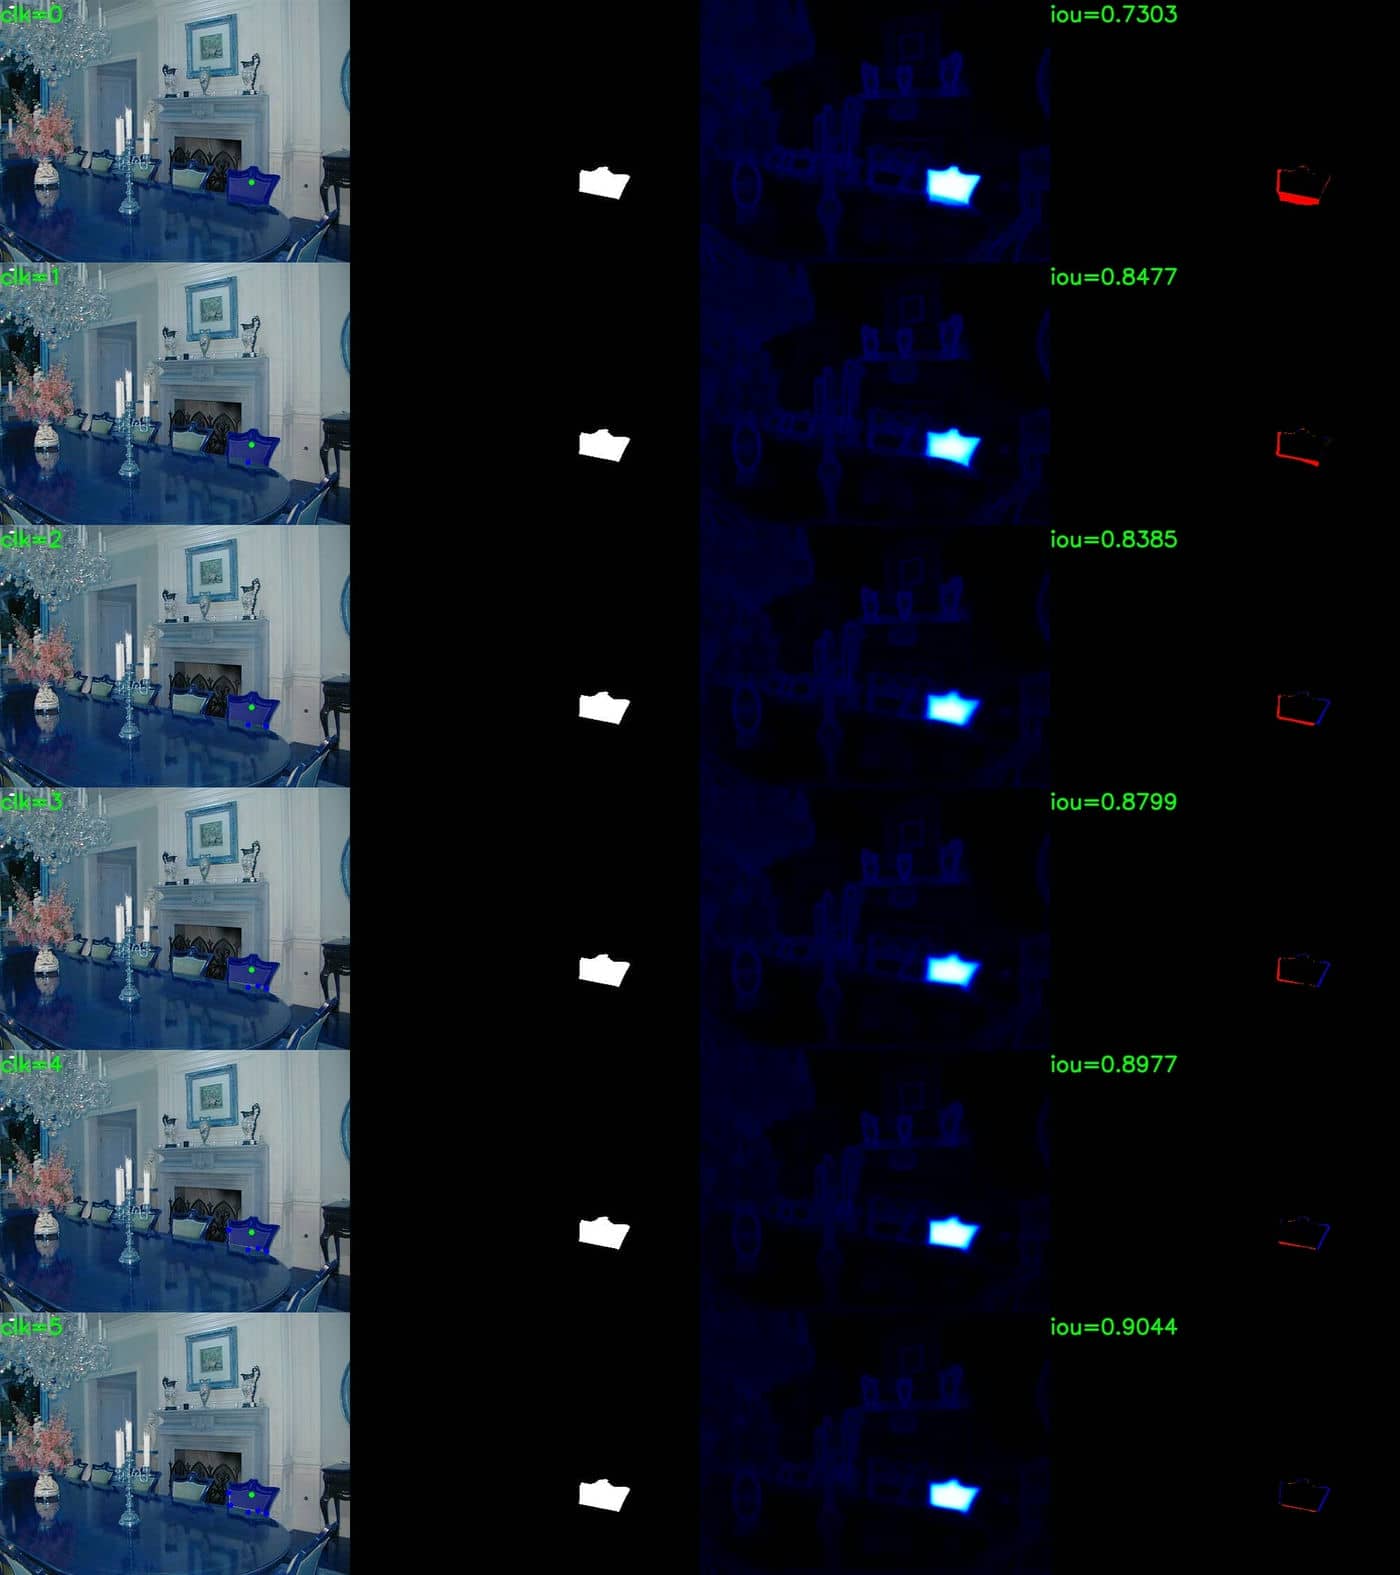 clk=0 iou=0.7303
clk=1 iou=0.8477
clk=2 iou=0.8385
clk=3 iou=0.8799
clk=4 iou=0.8977
clk=5 iou=0.9044